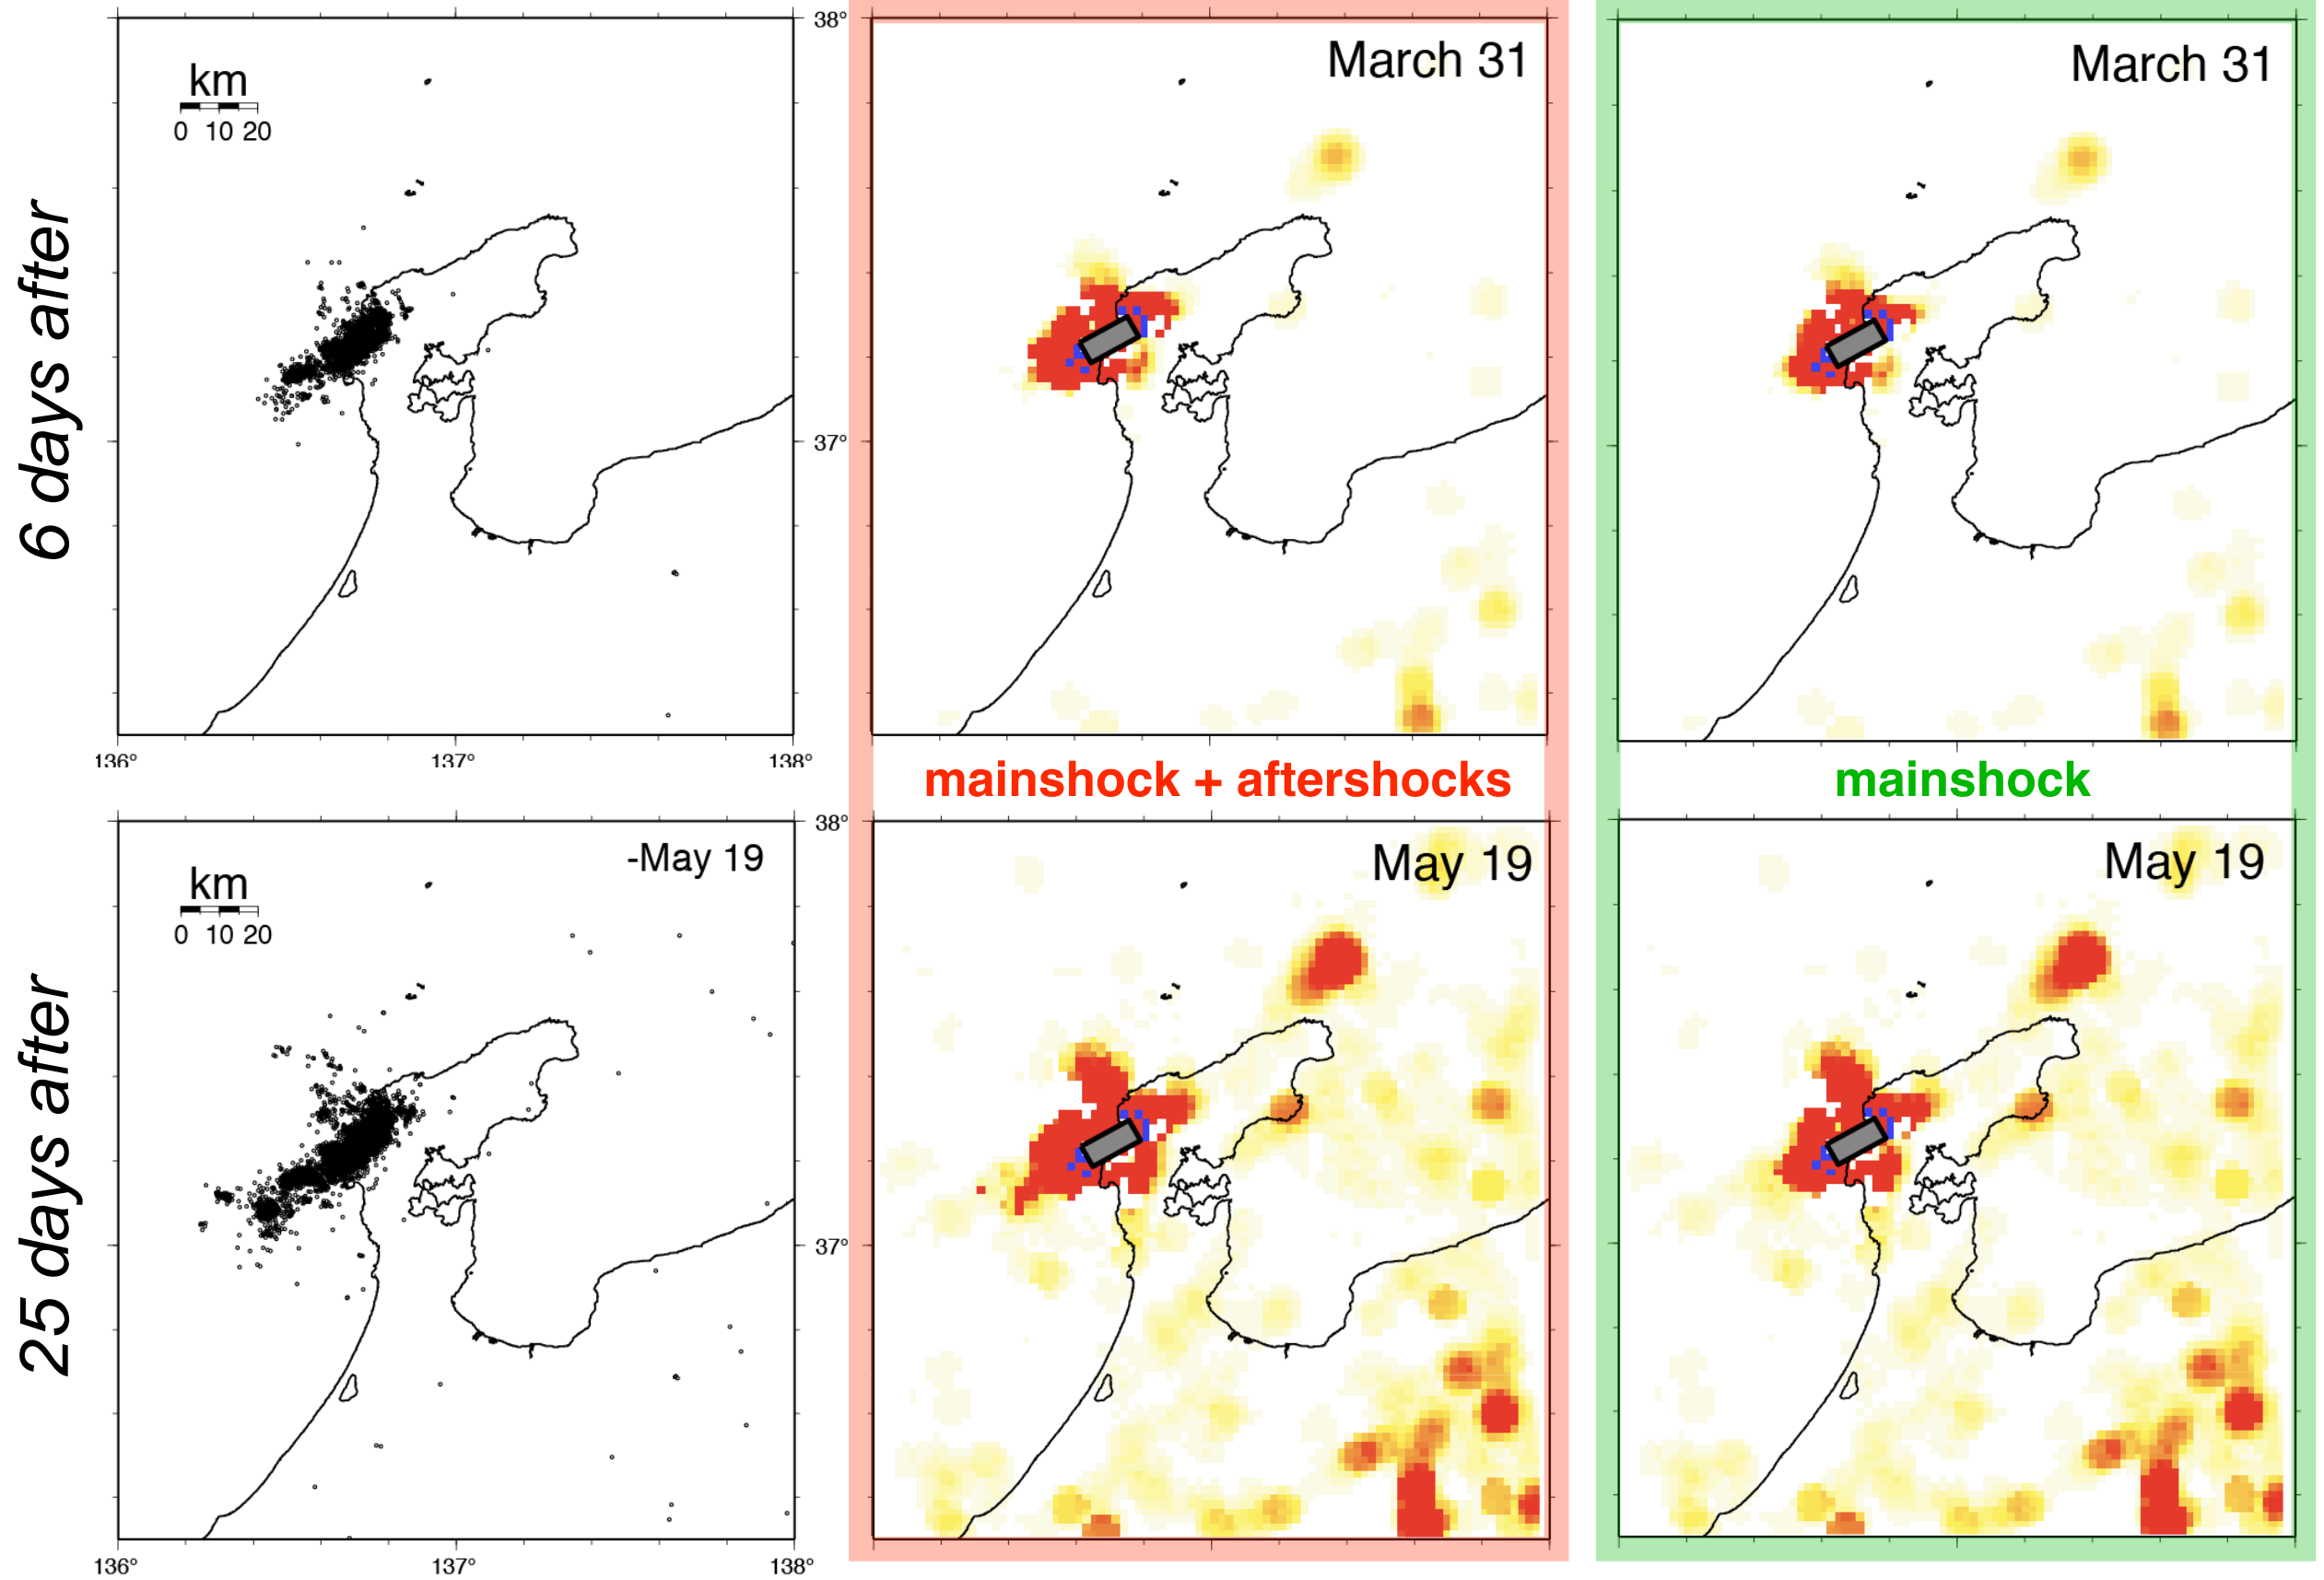 6 days after
km
0 10 20
38°
37°
136°
137°
138°
March 31
March 31
mainshock + aftershocks
mainshock
25 days after
km
0 10 20
-May 19
38°
37°
136°
137°
138°
May 19
May 19